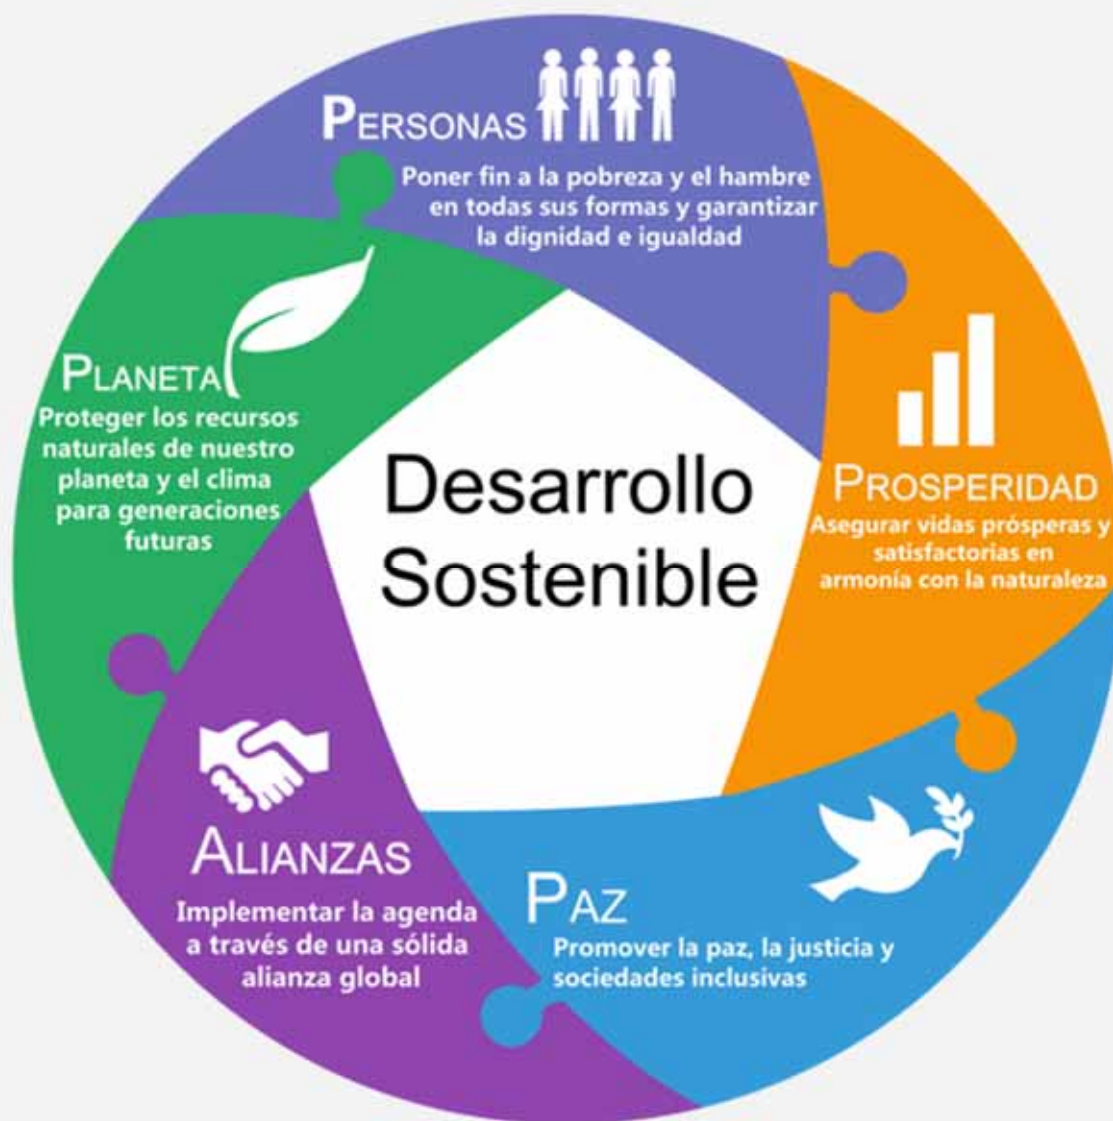 PERSONAS
Poner fin a la pobreza y el hambre
en todas sus formas y garantizar
la dignidad e igualdad
PROSPERIDAD
Asegurar vidas prósperas y
satisfactorias en
armonía con la naturaleza
PAZ
Promover la paz, la justicia y
sociedades inclusivas
ALIANZAS
Implementar la agenda
a través de una sólida
alianza global
PLANETA
Proteger los recursos
naturales de nuestro
planeta y el clima
para generaciones
futuras
Desarrollo
Sostenible